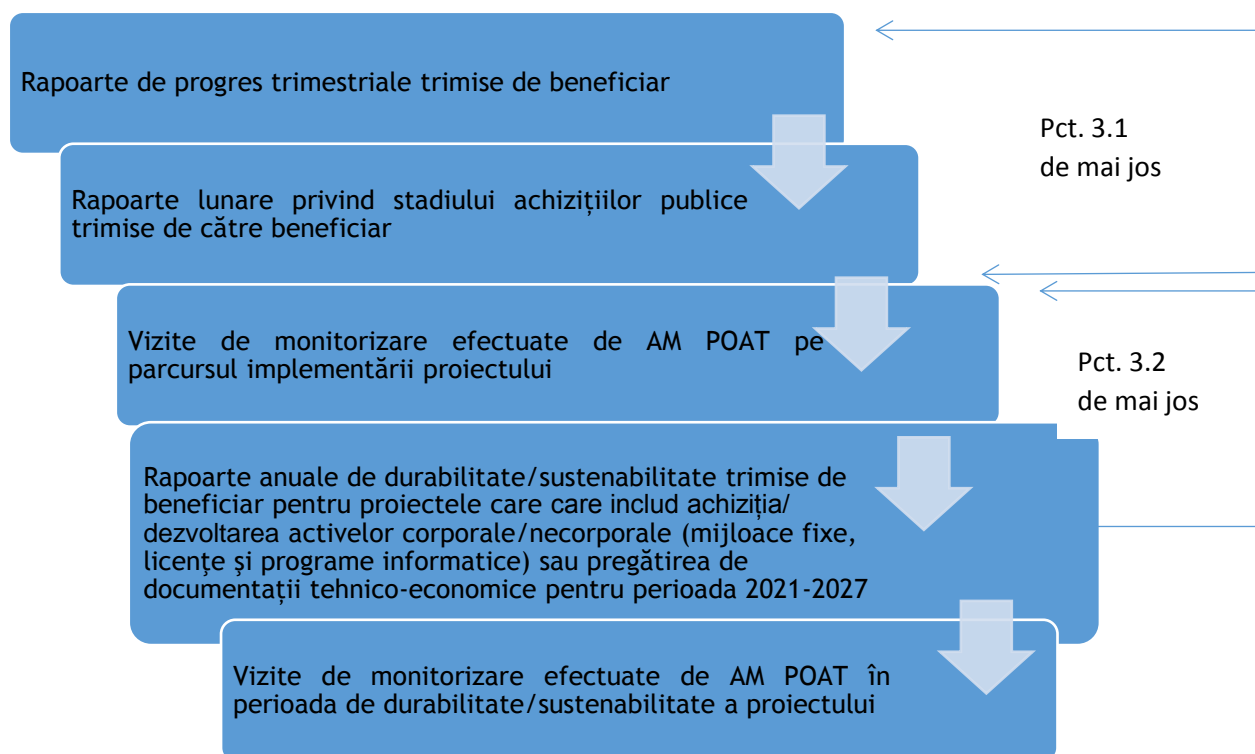 Rapoarte de progres trimestriale trimise de beneficiar
Pct. 3.1
de mai jos
Rapoarte lunare privind stadiului achizițiilor publice
trimise de către beneficiar
Vizite de monitorizare efectuate de AM POAT pe
parcursul implementării proiectului
Pct. 3.2
de mai jos
Rapoarte anuale de durabilitate/sustenabilitate trimise de
beneficiar pentru proiectele care care includ achiziția/
dezvoltarea activelor corporale/necorporale (mijloace fixe,
licenţe şi programe informatice) sau pregătirea de
documentații tehnico-economice pentru perioada 2021-2027
Vizite de monitorizare efectuate de AM POAT în
perioada de durabilitate/sustenabilitate a proiectului